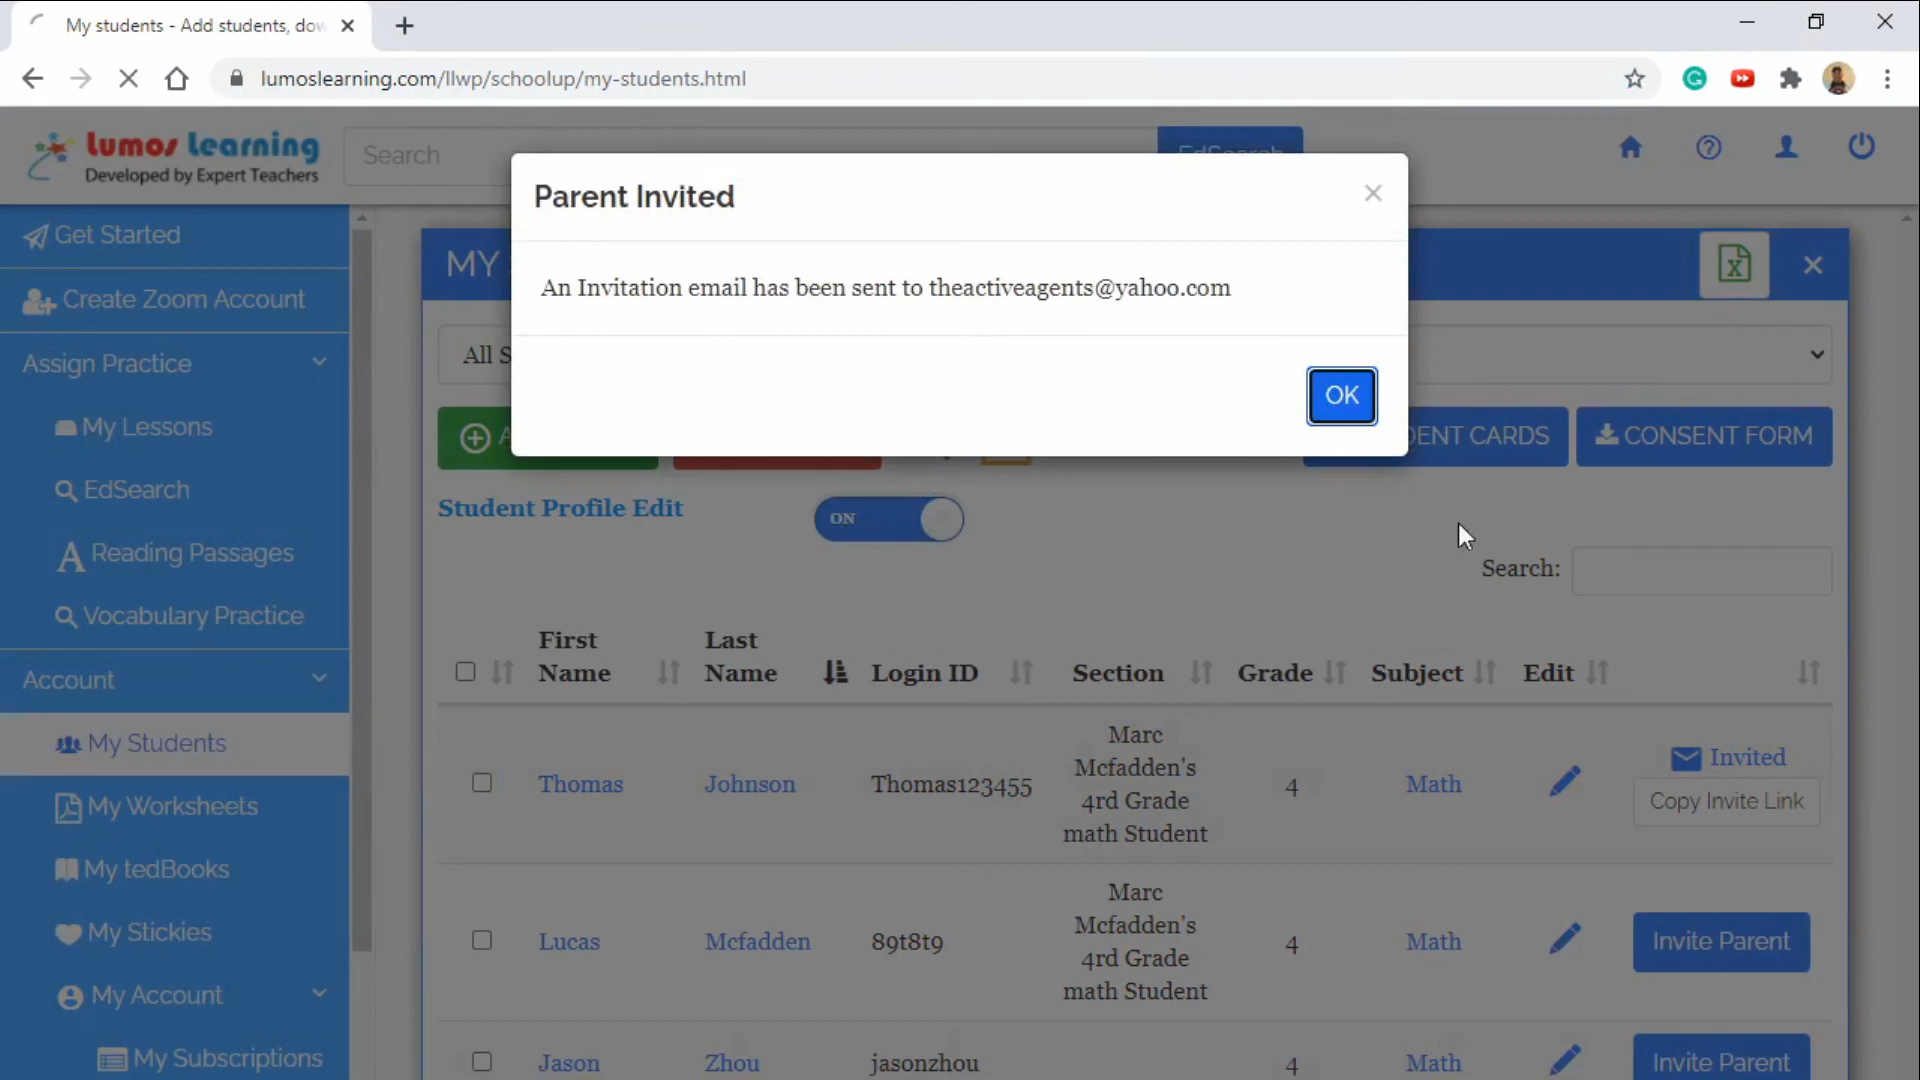 My students - Add students, dow
lumoslearning.com/llwp/schoolup/my-students.html
Lumos Learning
Developed by Expert Teachers
Search
EdSearch
Parent Invited
An Invitation email has been sent to theactiveagents@yahoo.com
OK
Get Started
Create Zoom Account
Assign Practice
My Lessons
EdSearch
Reading Passages
Vocabulary Practice
Account
My Students
My Worksheets
My tedBooks
My Stickies
My Account
My Subscriptions
MY
All S
A
DENT CARDS
CONSENT FORM
Student Profile Edit
ON
Search:
First Name
Last Name
Login ID
Section
Grade
Subject
Edit
Thomas
Johnson
Thomas123455
Marc
Mcfadden's
4rd Grade
math Student
4
Math
Invited
Copy Invite Link
Lucas
Mcfadden
89t8t9
Marc
Mcfadden's
4rd Grade
math Student
4
Math
Invite Parent
Jason
Zhou
jasonzhou
4
Math
Invite Parent